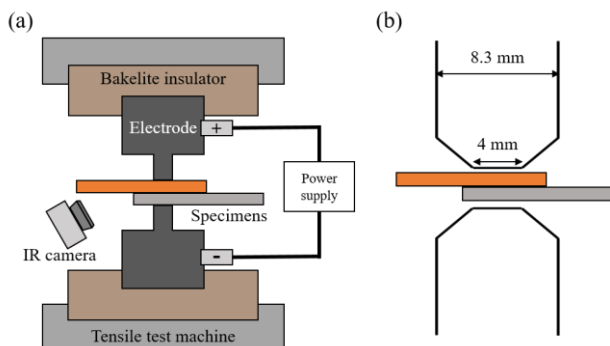 (a)
Bakelite insulator
Electrode
+
Power
supply
Specimens
IR camera
-
Tensile test machine
(b)
8.3 mm
4 mm